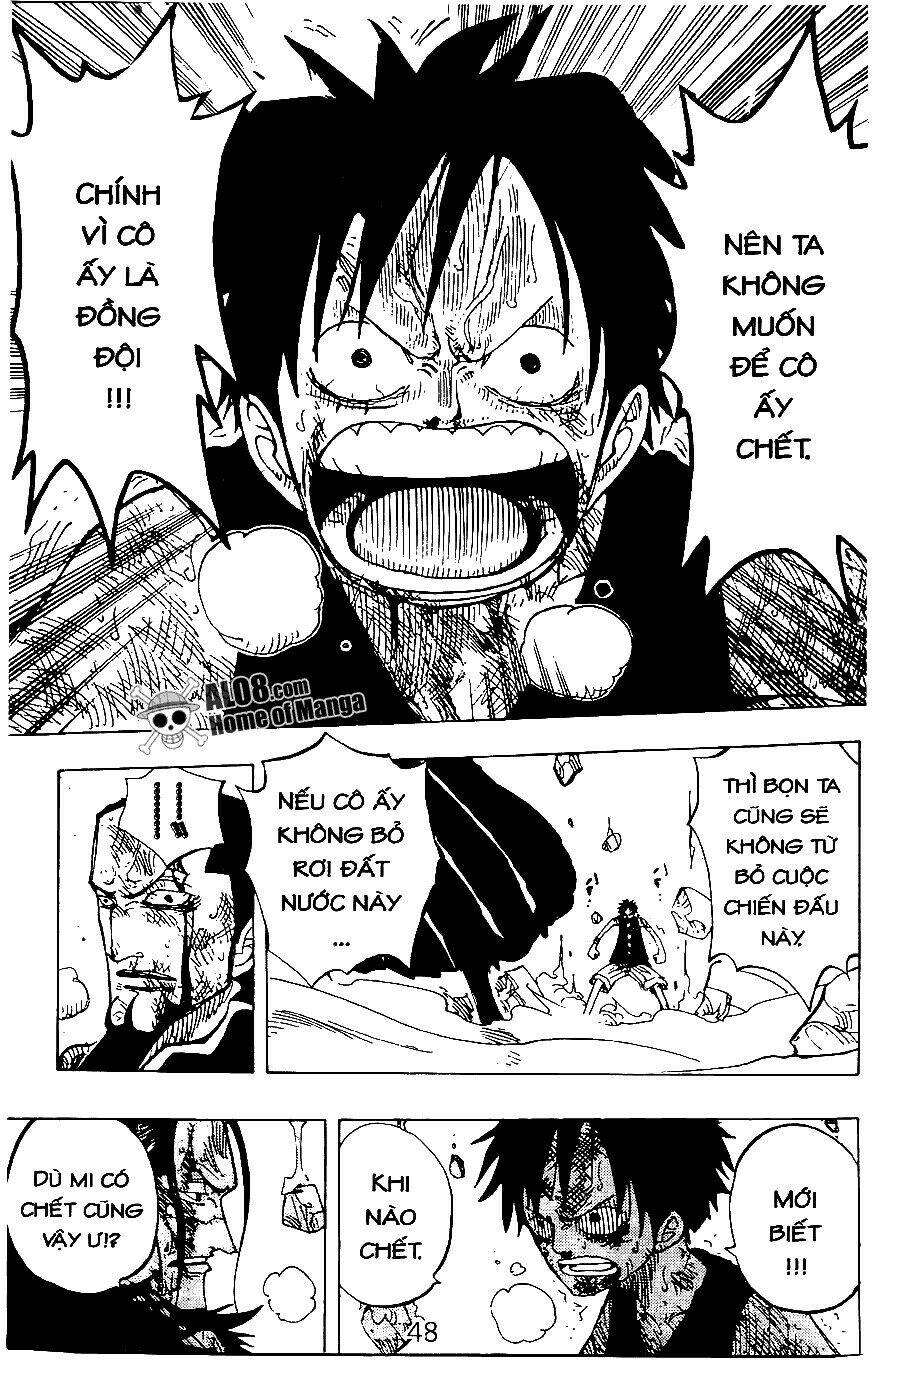 CHÍNH
VÌ CÔ
ẤY LÀ
ĐỒNG
ĐỘI
!!!
NÊN TA
KHÔNG
MUỐN
ĐỂ CÔ
ẤY
CHẾT.
ALO8.com
Home of Manga
NẾU CÔ ẤY
KHÔNG BỎ
RƠI ĐẤT
NƯỚC NÀY
...
THÌ BỌN TA
CŨNG SẼ
KHÔNG TỪ
BỎ CUỘC
CHIẾN ĐẤU
NÀY.
DÙ MI CÓ
CHẾT CŨNG
VẬY Ư!?
KHI
NÀO
CHẾT.
MỚI
BIẾT
!!!
48